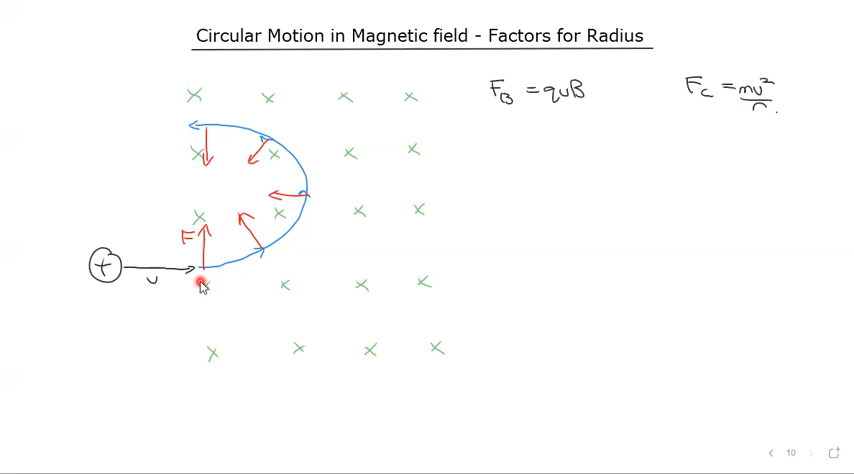 Circular Motion in Magnetic field - Factors for Radius
F_B = qvB
F_C = mv²/r
F
+
v
10